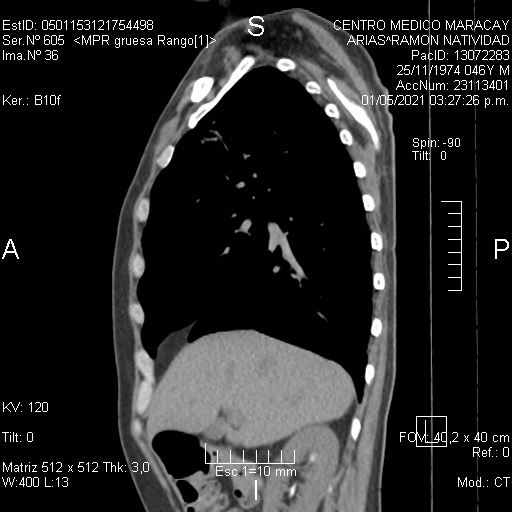 EstID: 0501153121754498
Ser.Nº 605 <MPR gruesa Rango[1]>
Ima.Nº 36
Ker.: B10f
S
CENTRO MEDICO MARACAY
ARIAS^RAMON NATIVIDAD
PacID: 13072283
25/11/1974 046Y M
AccNum: 23113401
01/05/2021 03:27:26 p.m.
Spin: -90
Tilt: 0
A
P
KV: 120
Tilt: 0
Matriz 512 x 512 Thk: 3,0
W:400 L:13
Esc 1=10 mm
I
L
FOM: 40,2 x 40 cm
Ref.: 0
Mod.: CT